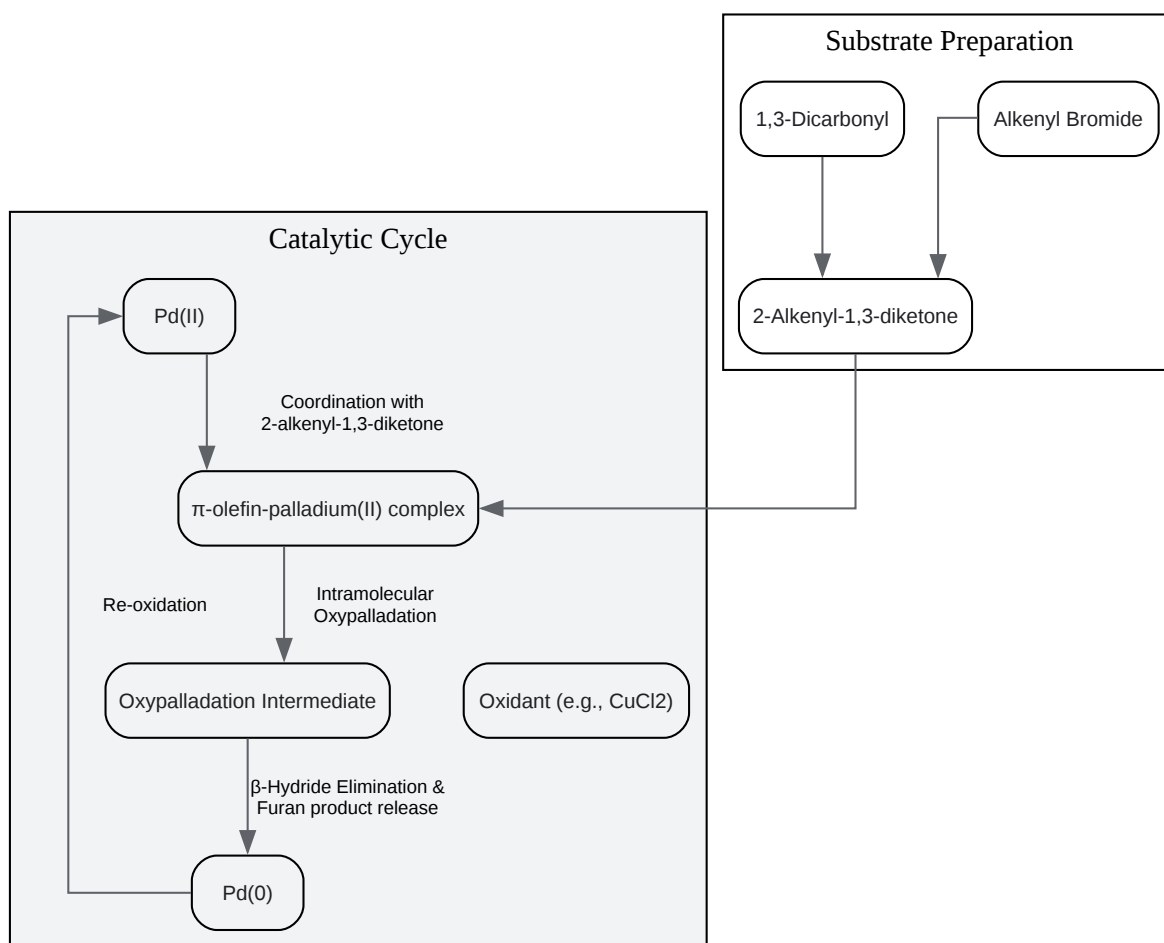 Substrate Preparation
1,3-Dicarbonyl
Alkenyl Bromide
2-Alkenyl-1,3-diketone
Catalytic Cycle
Pd(II)
Coordination with
2-alkenyl-1,3-diketone
π-olefin-palladium(II) complex
Re-oxidation
Intramolecular
Oxypalladation
Oxypalladation Intermediate
Oxidant (e.g., CuCl2)
β-Hydride Elimination &
Furan product release
Pd(0)